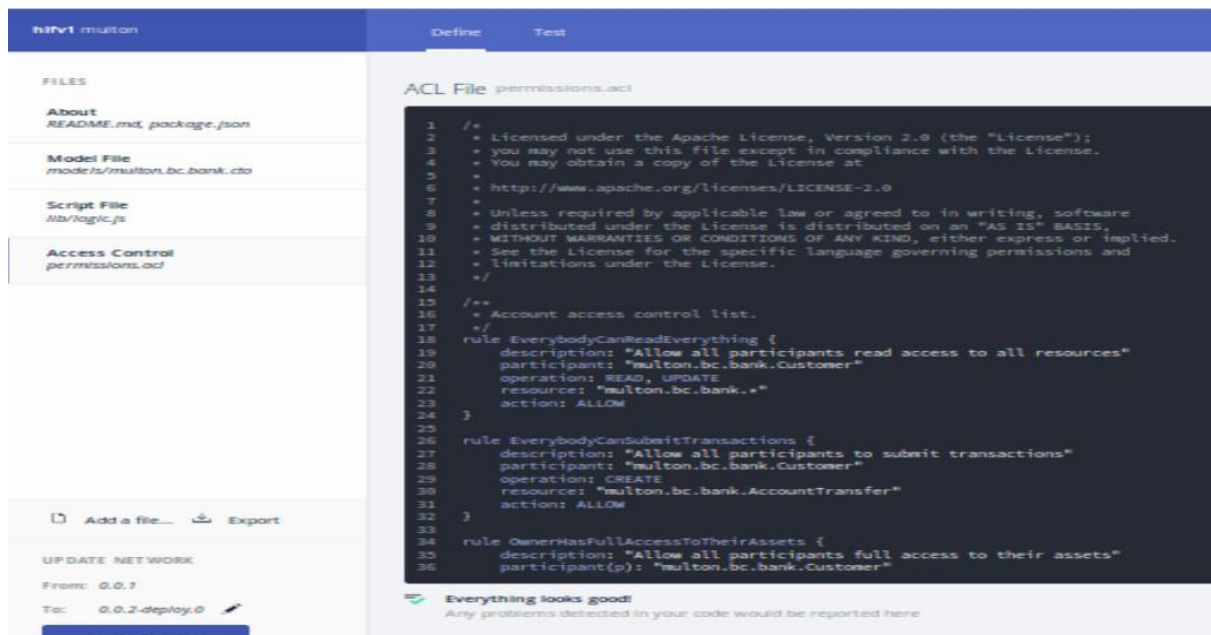 hlfv1 multon
Define Test
FILES
About
README.md, package.json
Model File
models/multon.bc.bank.cto
Script File
lib/logic.js
Access Control
permissions.acl
Add a file... Export
UPDATE NETWORK
From: 0.0.1
To: 0.0.2-deploy.0
ACL File permissions.acl
1 /*
2 * Licensed under the Apache License, Version 2.0 (the "License");
3 * you may not use this file except in compliance with the License.
4 * You may obtain a copy of the License at
5 *
6 * http://www.apache.org/licenses/LICENSE-2.0
7 *
8 * Unless required by applicable law or agreed to in writing, software
9 * distributed under the License is distributed on an "AS IS" BASIS,
10 * WITHOUT WARRANTIES OR CONDITIONS OF ANY KIND, either express or implied.
11 * See the License for the specific language governing permissions and
12 * limitations under the License.
13 */
14
15 /**
16 * Account access control list.
17 */
18 rule EverybodyCanReadEverything {
19 description: "Allow all participants read access to all resources"
20 participant: "multon.bc.bank.Customer"
21 operation: READ, UPDATE
22 resource: "multon.bc.bank.*"
23 action: ALLOW
24 }
25
26 rule EverybodyCanSubmitTransactions {
27 description: "Allow all participants to submit transactions"
28 participant: "multon.bc.bank.Customer"
29 operation: CREATE
30 resource: "multon.bc.bank.AccountTransfer"
31 action: ALLOW
32 }
33
34 rule OwnerHasFullAccessToTheirAssets {
35 description: "Allow all participants full access to their assets"
36 participant(p): "multon.bc.bank.Customer"
Everything looks good!
Any problems detected in your code would be reported here